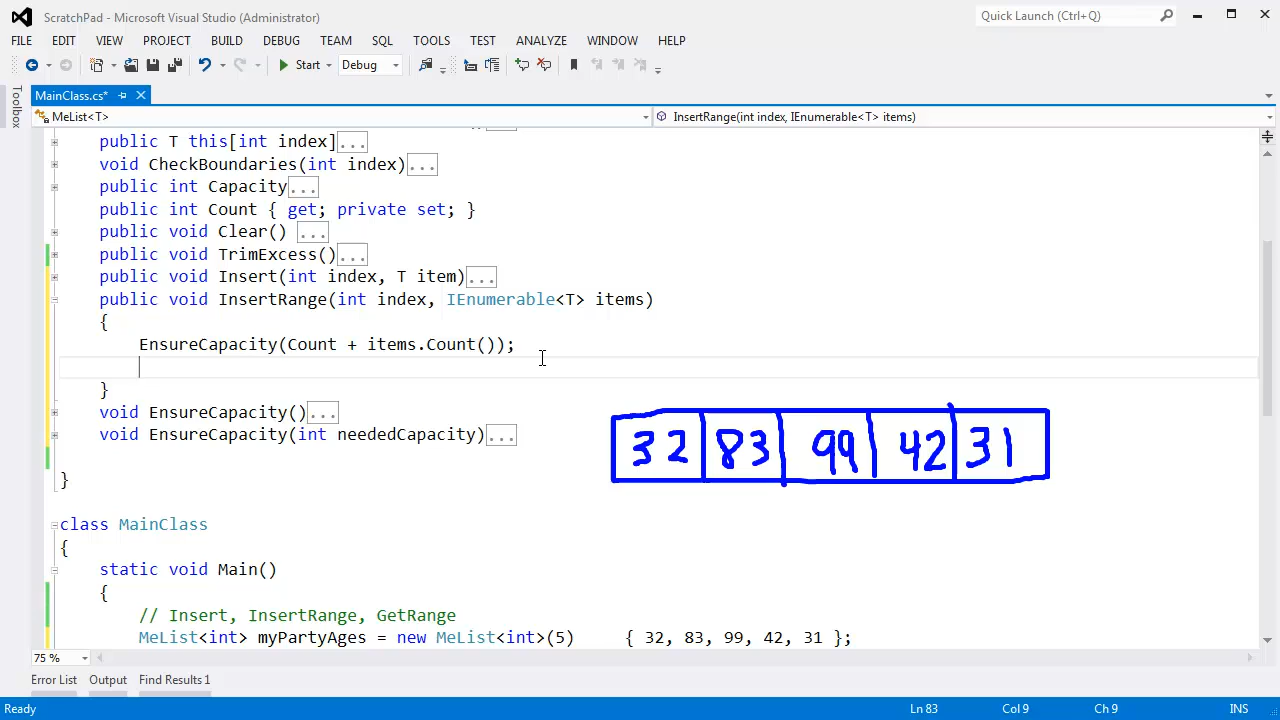 ScratchPad - Microsoft Visual Studio (Administrator)
Quick Launch (Ctrl+Q)
FILE EDIT VIEW PROJECT BUILD DEBUG TEAM SQL TOOLS TEST ANALYZE WINDOW HELP
Start Debug
Toolbox
MainClass.cs*
MeList<T> InsertRange(int index, IEnumerable<T> items)
public T this[int index]...
void CheckBoundaries(int index)...
public int Capacity...
public int Count { get; private set; }
public void Clear() ...
public void TrimExcess()...
public void Insert(int index, T item)...
public void InsertRange(int index, IEnumerable<T> items)
{
EnsureCapacity(Count + items.Count());
}
void EnsureCapacity()...
void EnsureCapacity(int neededCapacity)...
32 83 99 42 31
}
class MainClass
{
static void Main()
{
// Insert, InsertRange, GetRange
MeList<int> myPartyAges = new MeList<int>(5) { 32, 83, 99, 42, 31 };
75 %
Error List Output Find Results 1
Ready Ln 83 Col 9 Ch 9 INS